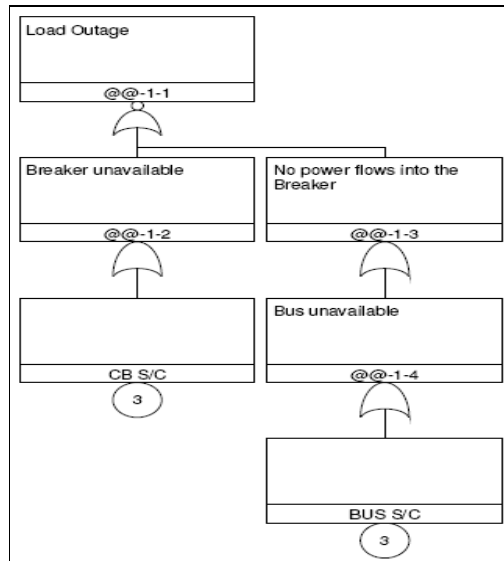 Load Outage
@@-1-1
Breaker unavailable
@@-1-2
No power flows into the
Breaker
@@-1-3
CB S/C
3
Bus unavailable
@@-1-4
BUS S/C
3